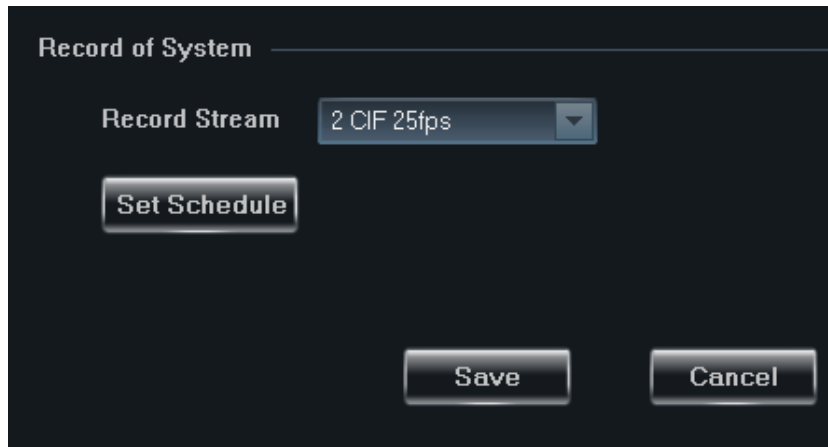 Record of System
Record Stream 2 CIF 25fps
Set Schedule
Save Cancel